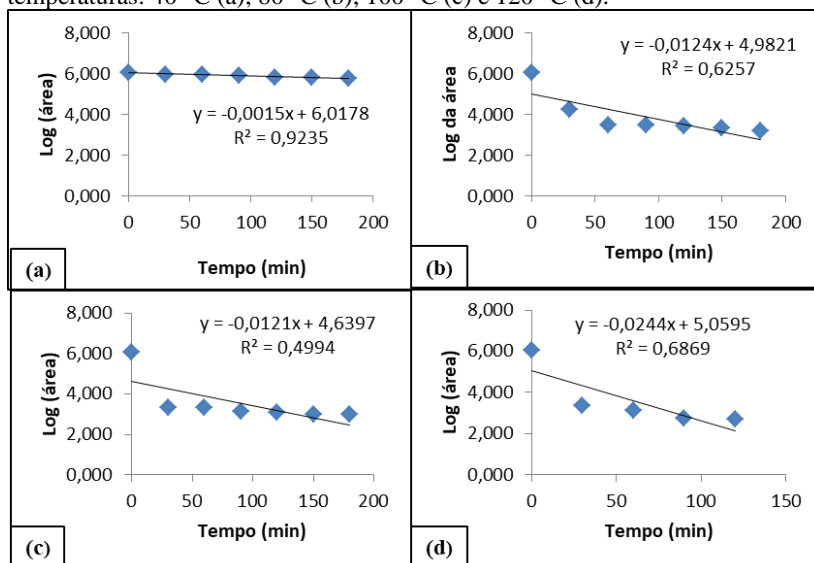 temperaturas: 40 °C (a), 80 °C (b), 100 °C (c) e 120 °C (d).
8,000
6,000
4,000
2,000
0,000
Log (área)
y = -0,0015x + 6,0178
R² = 0,9235
0 50 100 150 200
Tempo (min)
(a)
8,000
6,000
4,000
2,000
0,000
Log da área
y = -0,0124x + 4,9821
R² = 0,6257
0 50 100 150 200
Tempo (min)
(b)
8,000
6,000
4,000
2,000
0,000
Log (área)
y = -0,0121x + 4,6397
R² = 0,4994
0 50 100 150 200
Tempo (min)
(c)
8,000
6,000
4,000
2,000
0,000
Log (área)
y = -0,0244x + 5,0595
R² = 0,6869
0 50 100 150
Tempo (min)
(d)